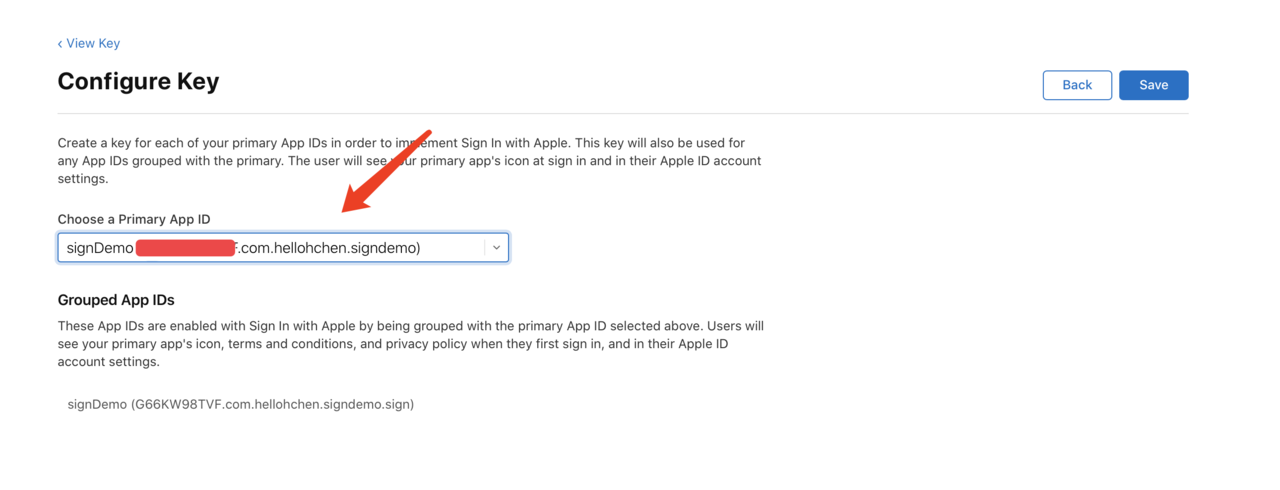 ‹ View Key
Configure Key
Back
Save
Create a key for each of your primary App IDs in order to implement Sign In with Apple. This key will also be used for
any App IDs grouped with the primary. The user will see your primary app's icon at sign in and in their Apple ID account
settings.
Choose a Primary App ID
signDemo .com.hellohchen.signdemo)
Grouped App IDs
These App IDs are enabled with Sign In with Apple by being grouped with the primary App ID selected above. Users will
see your primary app's icon, terms and conditions, and privacy policy when they first sign in, and in their Apple ID
account settings.
signDemo (G66KW98TVF.com.hellohchen.signdemo.sign)